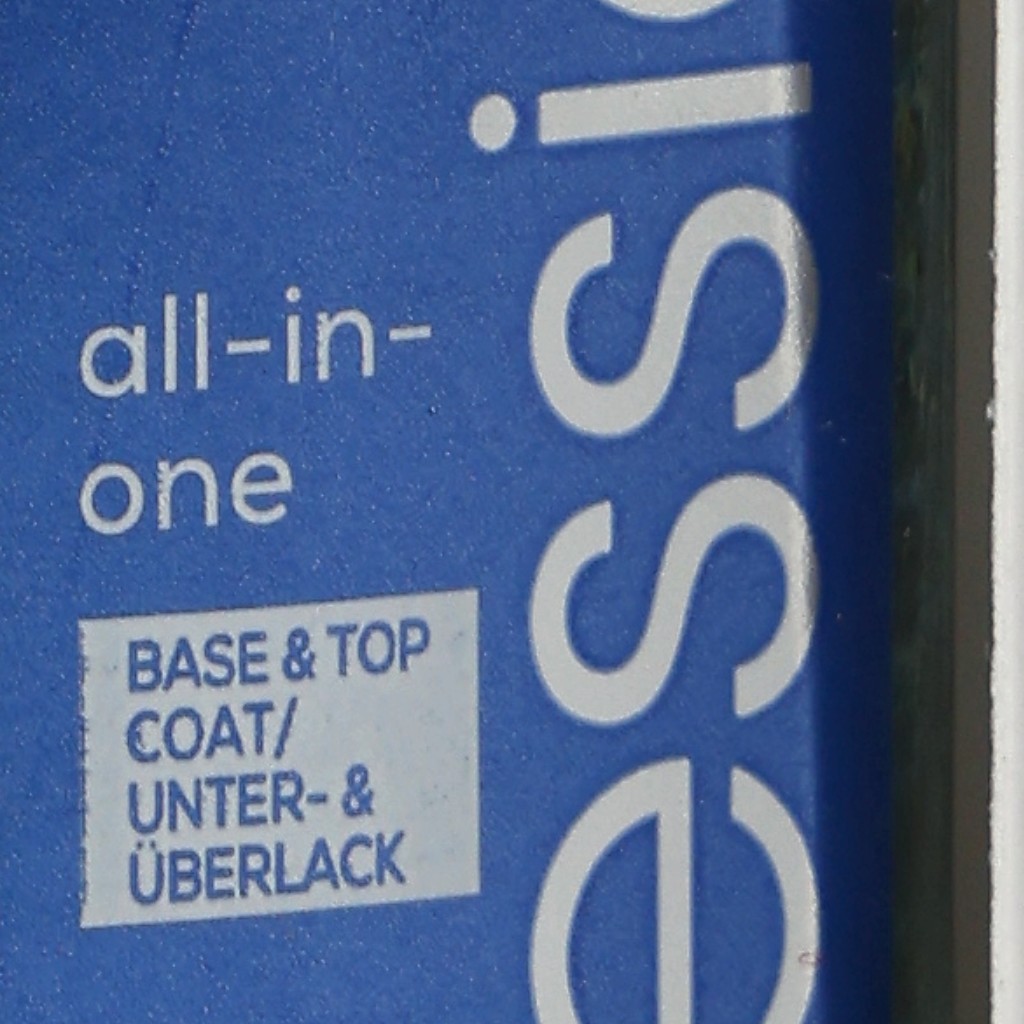 all-in-
one
BASE & TOP
COAT/
UNTER- &
ÜBERLACK
essie